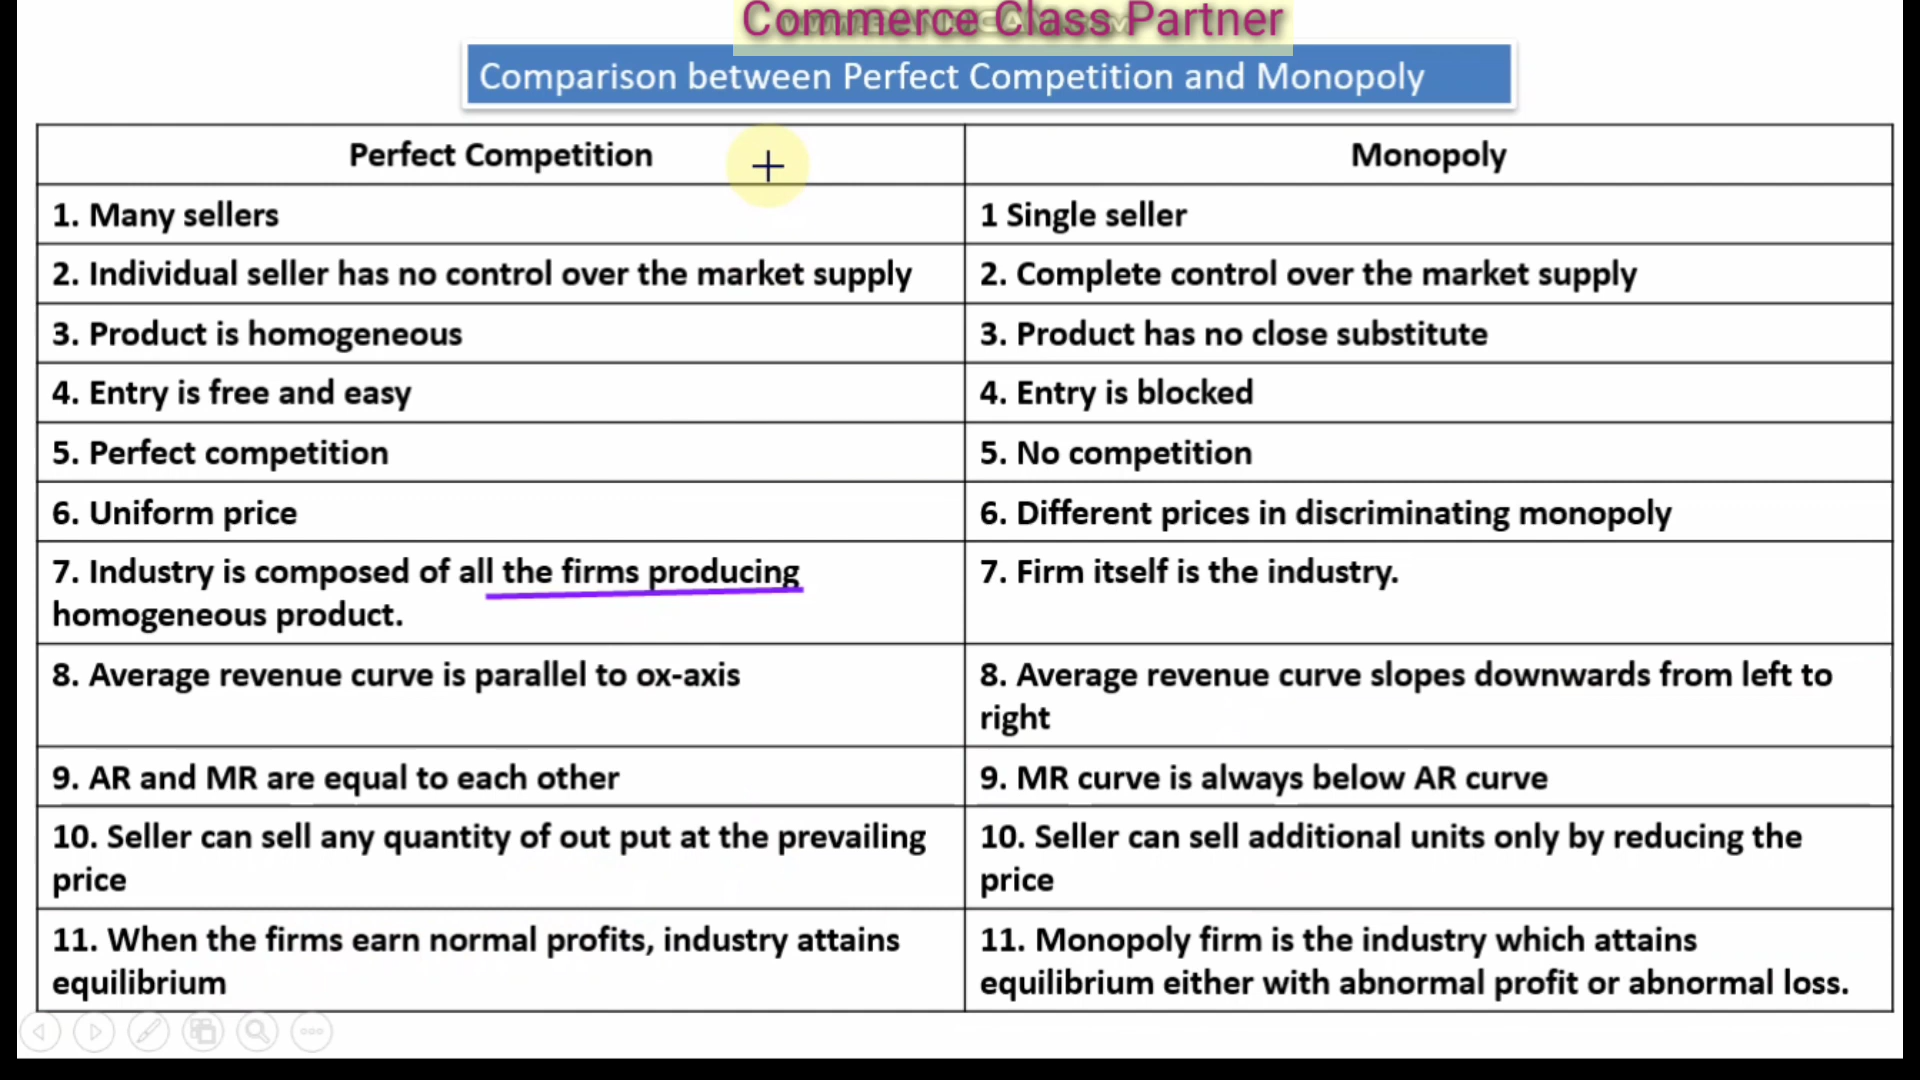 Commerce Class Partner
Comparison between Perfect Competition and Monopoly
Perfect Competition
Monopoly
1. Many sellers
1 Single seller
2. Individual seller has no control over the market supply
2. Complete control over the market supply
3. Product is homogeneous
3. Product has no close substitute
4. Entry is free and easy
4. Entry is blocked
5. Perfect competition
5. No competition
6. Uniform price
6. Different prices in discriminating monopoly
7. Industry is composed of all the firms producing
homogeneous product.
7. Firm itself is the industry.
8. Average revenue curve is parallel to ox-axis
8. Average revenue curve slopes downwards from left to
right
9. AR and MR are equal to each other
9. MR curve is always below AR curve
10. Seller can sell any quantity of out put at the prevailing
price
10. Seller can sell additional units only by reducing the
price
11. When the firms earn normal profits, industry attains
equilibrium
11. Monopoly firm is the industry which attains
equilibrium either with abnormal profit or abnormal loss.